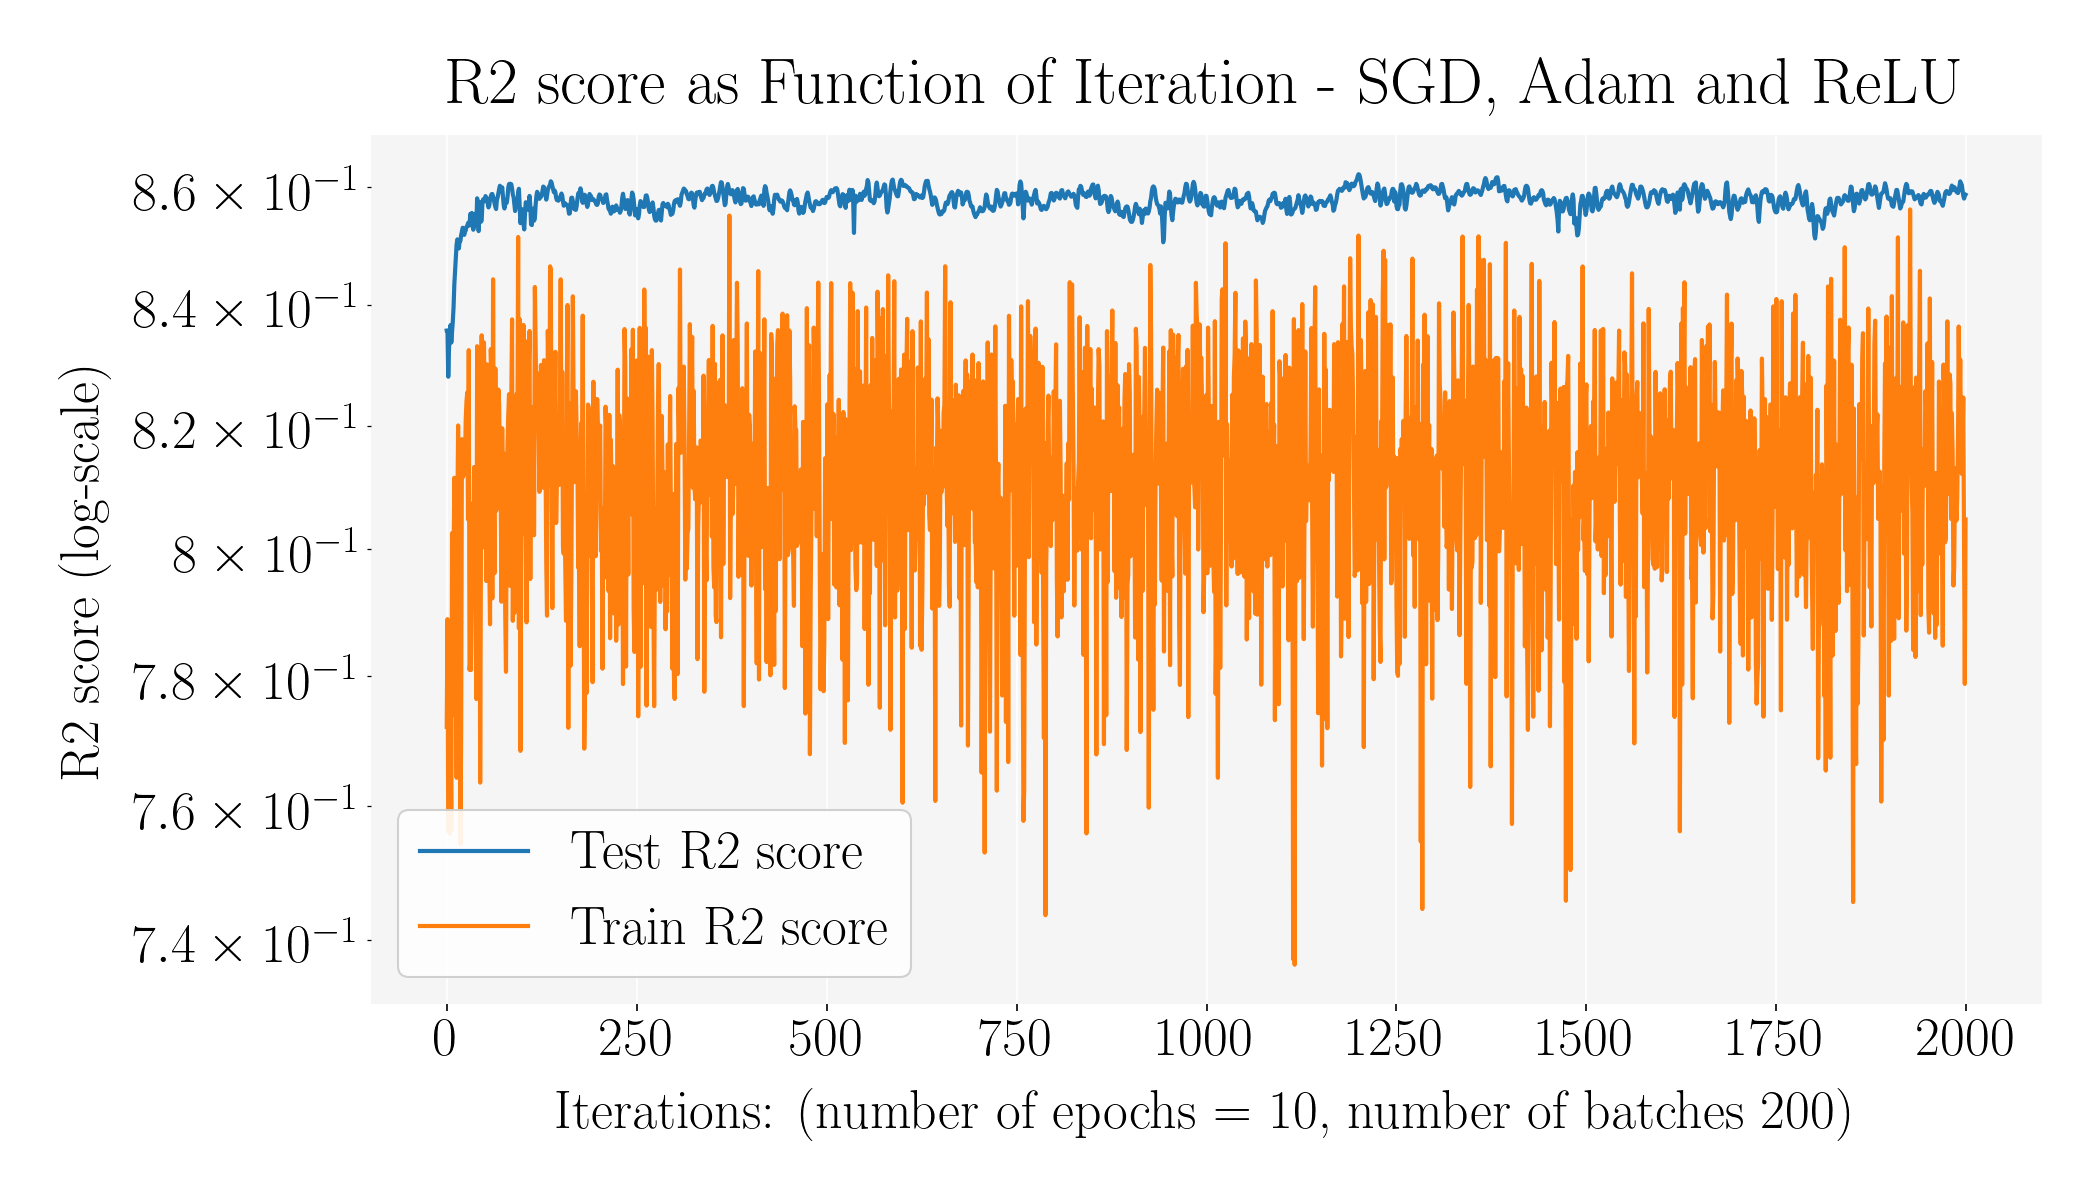 R2 score as Function of Iteration - SGD, Adam and ReLU
R2 score (log-scale)
8.6 × 10⁻¹
8.4 × 10⁻¹
8.2 × 10⁻¹
8 × 10⁻¹
7.8 × 10⁻¹
7.6 × 10⁻¹
7.4 × 10⁻¹
Test R2 score
Train R2 score
0 250 500 750 1000 1250 1500 1750 2000
Iterations: (number of epochs = 10, number of batches 200)